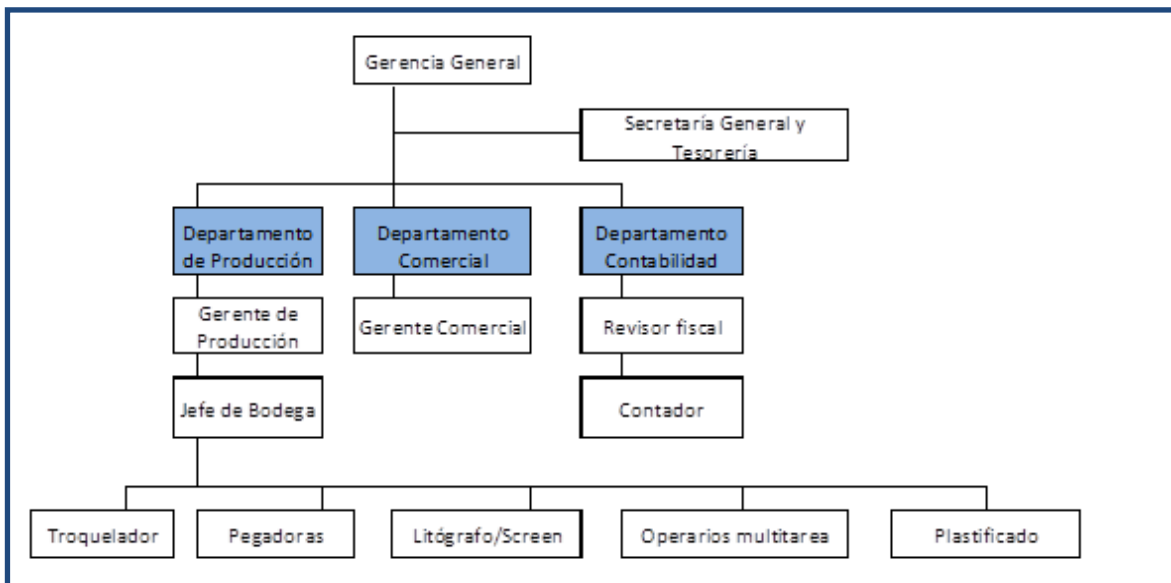 Gerencia General
Secretaría General y
Tesorería
Departamento
de Producción
Departamento
Comercial
Departamento
Contabilidad
Gerente de
Producción
Gerente Comercial
Revisor fiscal
Jefe de Bodega
Contador
Troquelador
Pegadoras
Litógrafo/Screen
Operarios multitarea
Plastificado